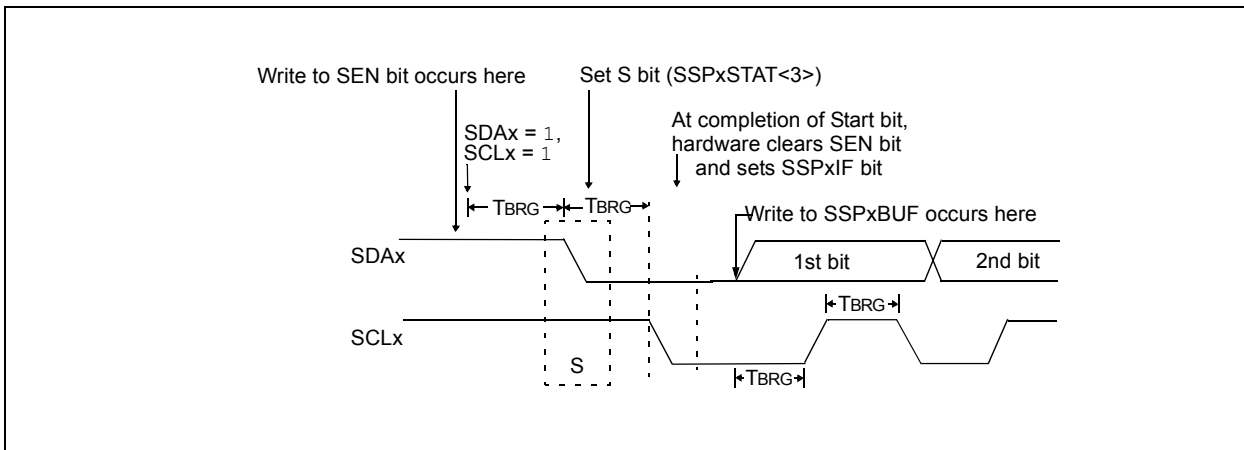 Write to SEN bit occurs here
Set S bit (SSPxSTAT<3>)
SDAx = 1,
SCLx = 1
At completion of Start bit,
hardware clears SEN bit
and sets SSPxIF bit
TBRG
TBRG
Write to SSPxBUF occurs here
SDAx
1st bit
2nd bit
TBRG
SCLx
S
TBRG